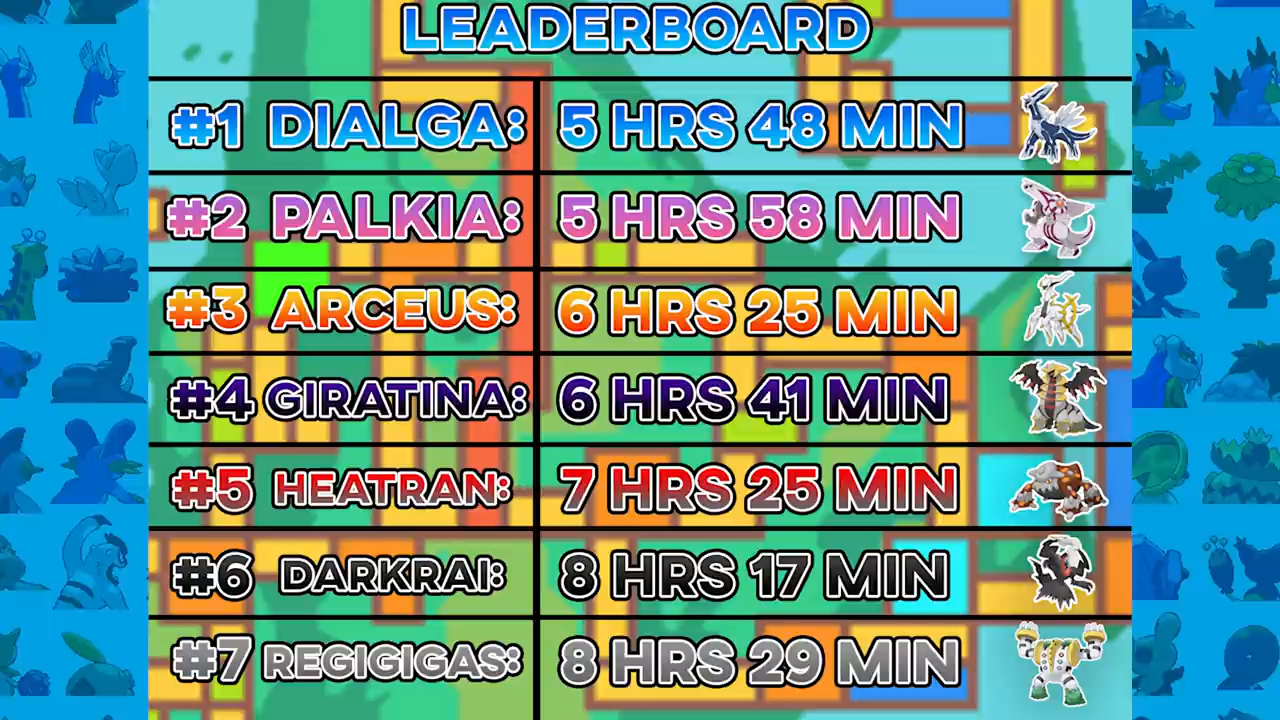 LEADERBOARD
#1 DIALGA: 5 HRS 48 MIN
#2 PALKIA: 5 HRS 58 MIN
#3 ARCEUS: 6 HRS 25 MIN
#4 GIRATINA: 6 HRS 41 MIN
#5 HEATRAN: 7 HRS 25 MIN
#6 DARKRAI: 8 HRS 17 MIN
#7 REGIGIGAS: 8 HRS 29 MIN